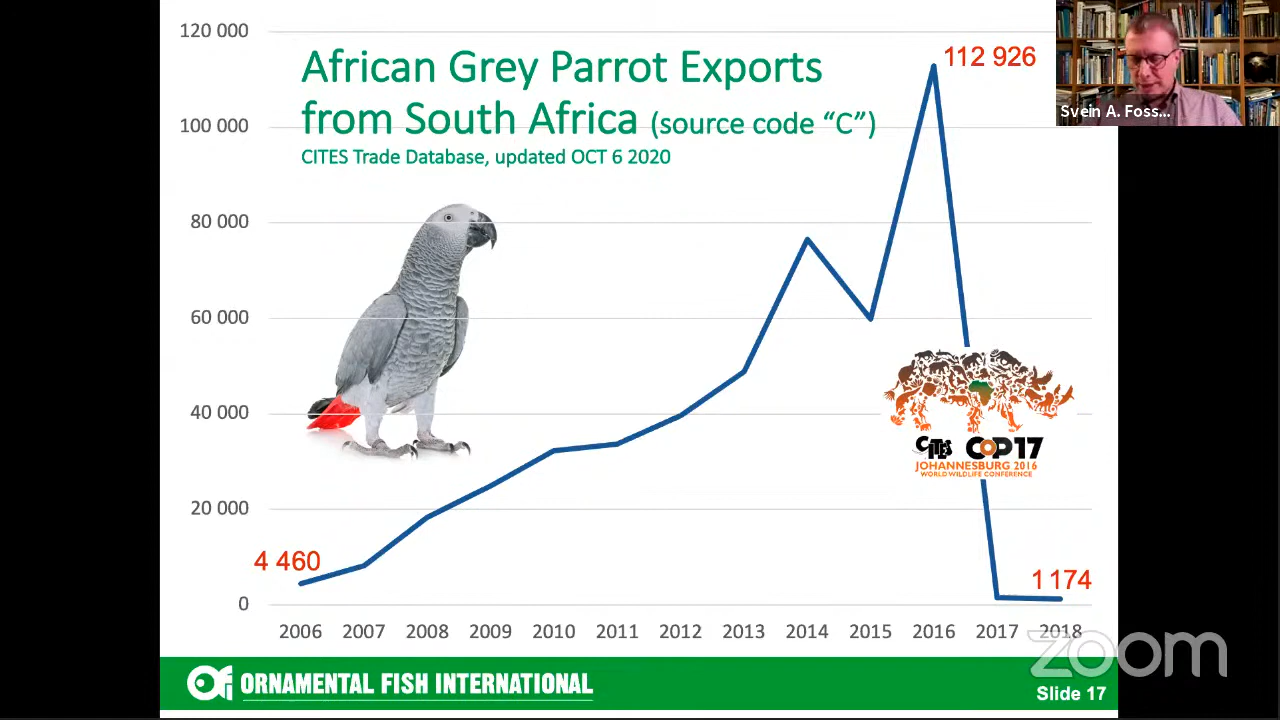 120 000
African Grey Parrot Exports
from South Africa (source code “C”)
CITES Trade Database, updated OCT 6 2020
112 926
Svein A. Foss...
100 000
80 000
60 000
40 000
20 000
0
4 460
CITES COP17
JOHANNESBURG 2016
WORLD WILDLIFE CONFERENCE
1 174
2006 2007 2008 2009 2010 2011 2012 2013 2014 2015 2016 2017 2018
zoom
ORNAMENTAL FISH INTERNATIONAL
Slide 17